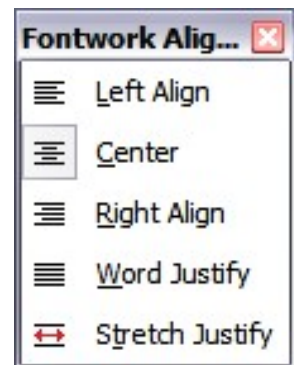 Fontwork Alig...
Left Align
Center
Right Align
Word Justify
Stretch Justify